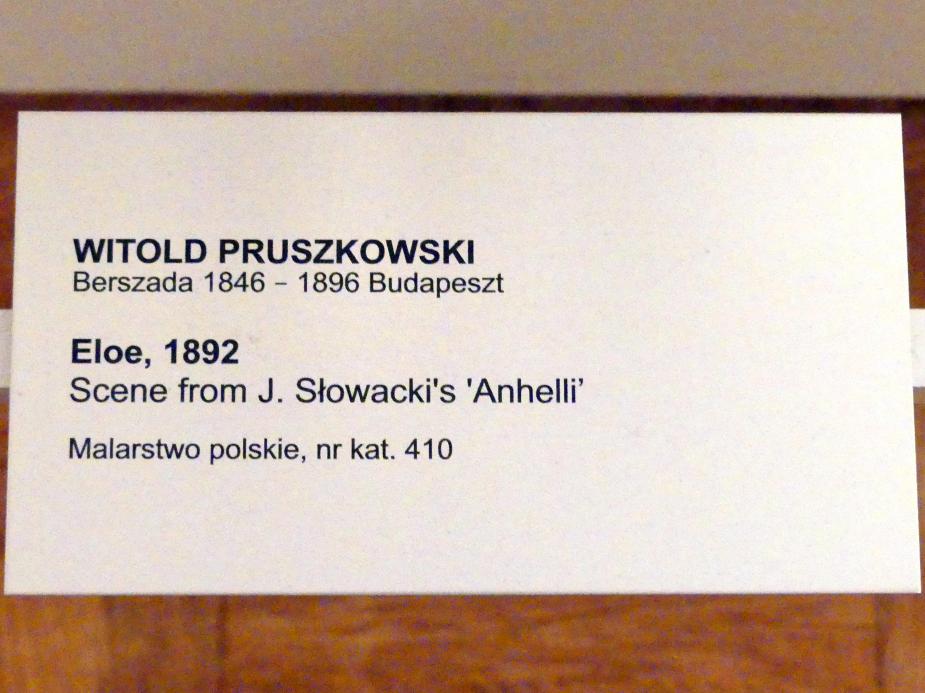 WITOLD PRUSZKOWSKI
Berszada 1846 – 1896 Budapeszt
Eloe, 1892
Scene from J. Słowacki's 'Anhelli’
Malarstwo polskie, nr kat. 410